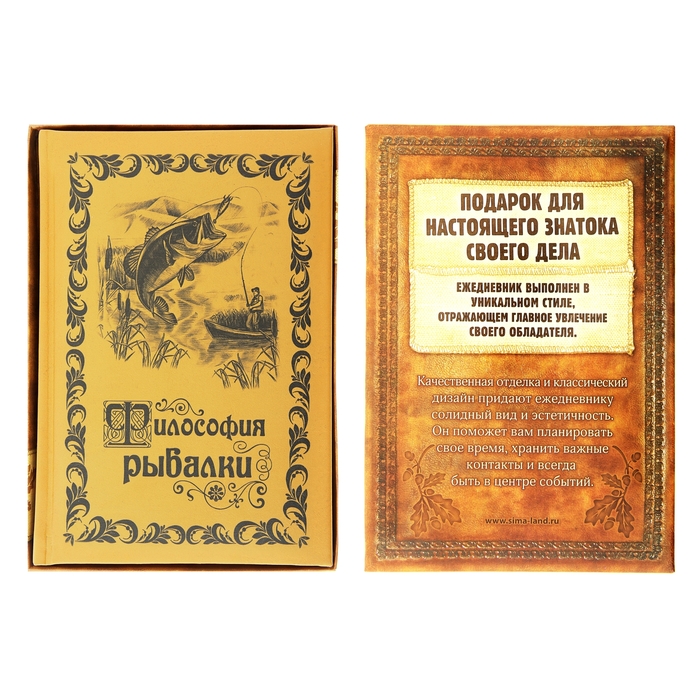 Философия
рыбалки
ПОДАРОК ДЛЯ
НАСТОЯЩЕГО ЗНАТОКА
СВОЕГО ДЕЛА
ЕЖЕДНЕВНИК ВЫПОЛНЕН В
УНИКАЛЬНОМ СТИЛЕ,
ОТРАЖАЮЩЕМ ГЛАВНОЕ УВЛЕЧЕНИЕ
СВОЕГО ОБЛАДАТЕЛЯ.
Качественная отделка и классический
дизайн придают ежедневнику
солидный вид и эстетичность.
Он поможет вам планировать
свое время, хранить важные
контакты и всегда
быть в центре событий.
www.sima-land.ru